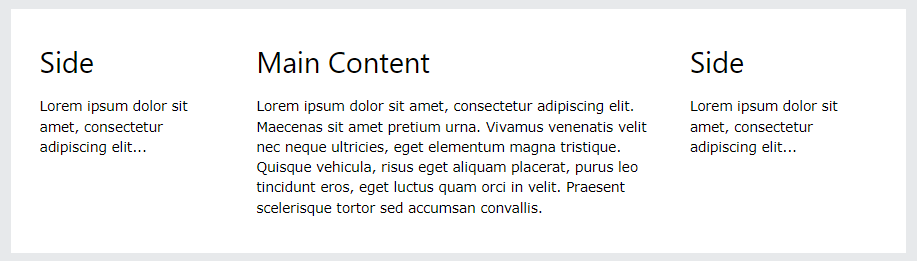 Side
Lorem ipsum dolor sit
amet, consectetur
adipiscing elit...
Main Content
Lorem ipsum dolor sit amet, consectetur adipiscing elit.
Maecenas sit amet pretium urna. Vivamus venenatis velit
nec neque ultricies, eget elementum magna tristique.
Quisque vehicula, risus eget aliquam placerat, purus leo
tincidunt eros, eget luctus quam orci in velit. Praesent
scelerisque tortor sed accumsan convallis.
Side
Lorem ipsum dolor sit
amet, consectetur
adipiscing elit...